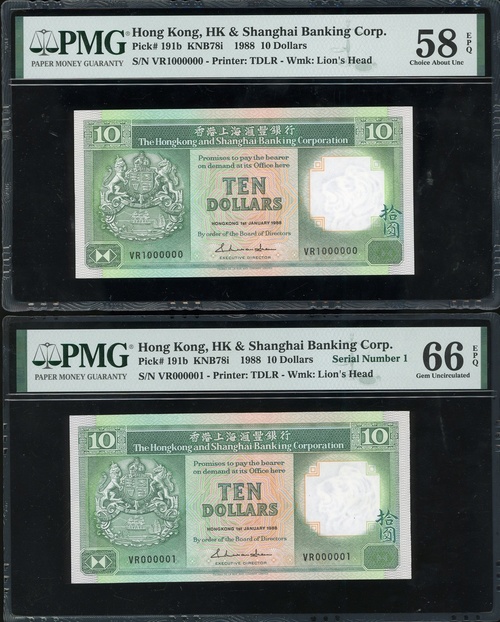 PMG
PAPER MONEY GUARANTY
Hong Kong, HK & Shanghai Banking Corp.
Pick# 191b KNB78i 1988 10 Dollars
S/N VR1000000 - Printer: TDLR - Wmk: Lion's Head
58 EPQ
Choice About Unc
10
香港上海滙豐銀行
10
The Hongkong and Shanghai Banking Corporation
Promises to pay the bearer
on demand at its Office here
TEN
DOLLARS
HONGKONG 1ST JANUARY 1988
By order of the Board of Directors
拾圓
VR1000000
EXECUTIVE DIRECTOR
VR1000000
PMG
PAPER MONEY GUARANTY
Hong Kong, HK & Shanghai Banking Corp.
Pick# 191b KNB78i 1988 10 Dollars Serial Number 1
S/N VR000001 - Printer: TDLR - Wmk: Lion's Head
66 EPQ
Gem Uncirculated
10
香港上海滙豐銀行
10
The Hongkong and Shanghai Banking Corporation
Promises to pay the bearer
on demand at its Office here
TEN
DOLLARS
HONGKONG 1ST JANUARY 1988
By order of the Board of Directors
拾圓
VR000001
EXECUTIVE DIRECTOR
VR000001